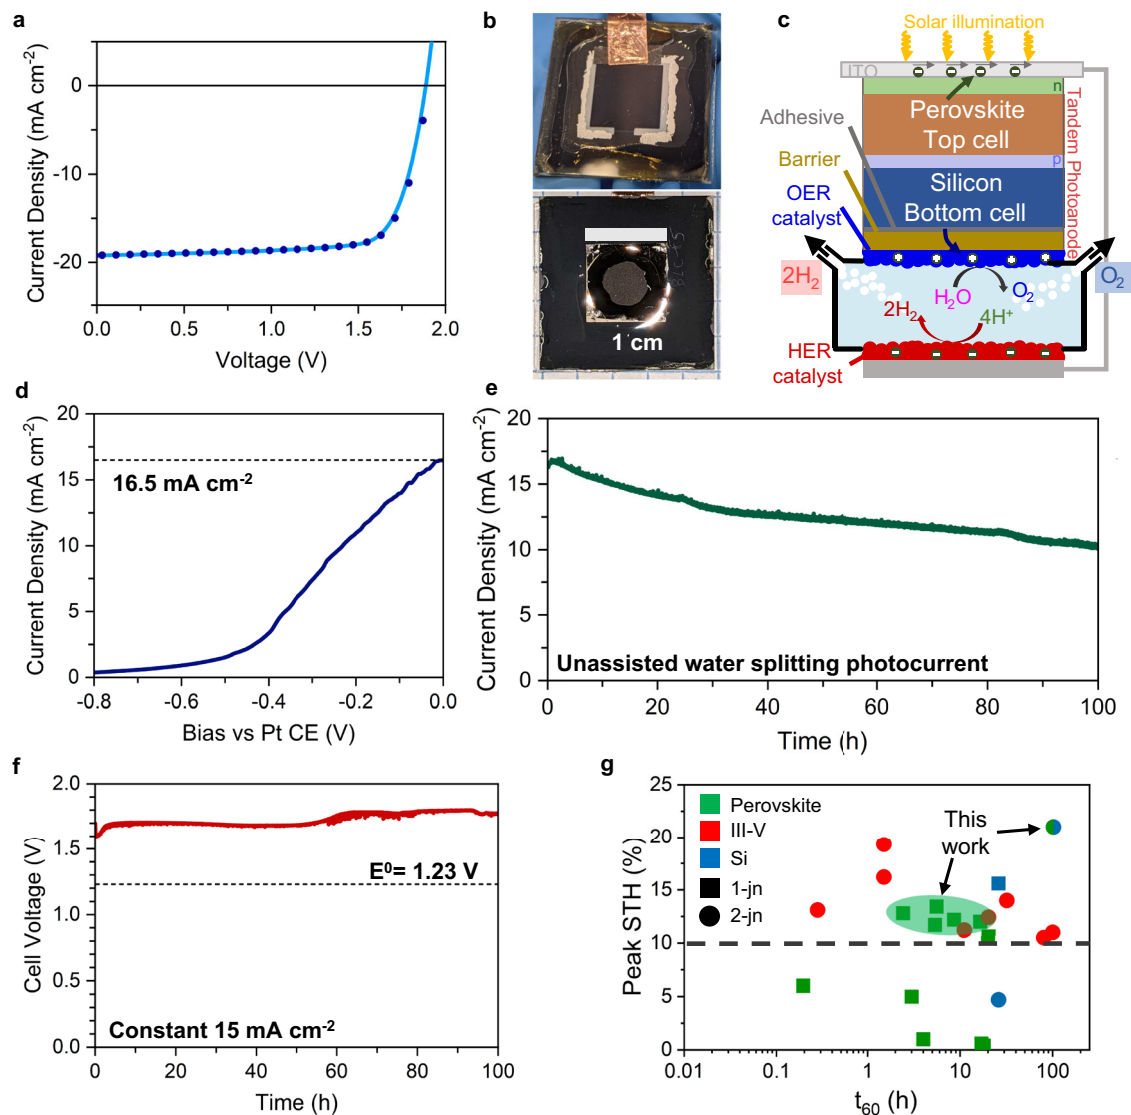 a
Current Density (mA cm-2)
0
-10
-20
0.0
0.5
1.0
1.5
2.0
Voltage (V)
b
1 cm
c
Solar illumination
ITO
n
Perovskite
Top cell
p
Silicon
Bottom cell
Tandem Photoanode
Adhesive
Barrier
OER
catalyst
2H2
O2
H2O
O2
2H2
4H+
HER
catalyst
d
Current Density (mA cm-2)
20
15
10
5
0
16.5 mA cm-2
-0.8
-0.6
-0.4
-0.2
0.0
Bias vs Pt CE (V)
e
Current Density (mA cm-2)
20
15
10
5
0
Unassisted water splitting photocurrent
0
20
40
60
80
100
Time (h)
f
Cell Voltage (V)
2.0
1.5
1.0
0.5
0.0
E0= 1.23 V
Constant 15 mA cm-2
0
20
40
60
80
100
Time (h)
g
Peak STH (%)
25
20
15
10
5
0
Perovskite
III-V
Si
1-jn
2-jn
This
work
0.01
0.1
1
10
100
t60 (h)